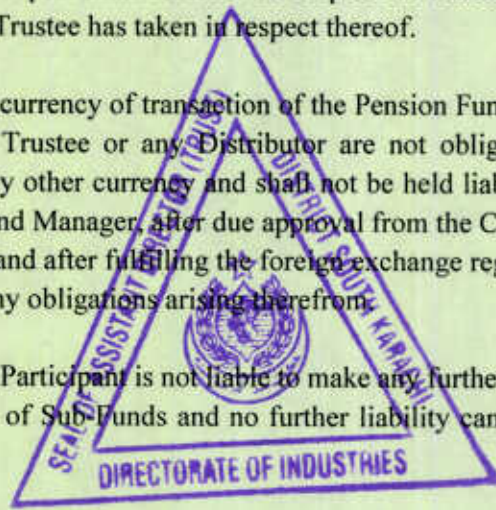 Trustee has taken in respect thereof.
currency of transaction of the Pension Fun
Trustee or any Distributor are not oblig
y other currency and shall not be held liab
nd Manager, after due approval from the C
and after fulfilling the foreign exchange reg
ny obligations arising therefrom.
Participant is not liable to make any furthe
of Sub-Funds and no further liability can
SEAL OF ASSISTANT DIRECTOR (TRUST)
DISTRICT SOUTH KARACHI
DIRECTORATE OF INDUSTRIES